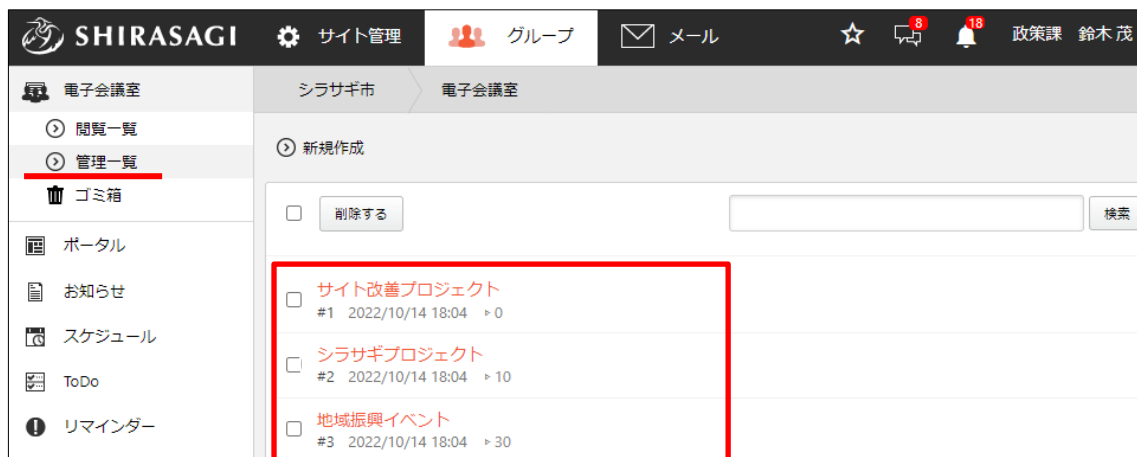 SHIRASAGI サイト管理 グループ メール 8 18 政策課 鈴木 茂
電子会議室
閲覧一覧
管理一覧
ゴミ箱
ポータル
お知らせ
スケジュール
ToDo
リマインダー
シラサギ市 電子会議室
新規作成
削除する 検索
サイト改善プロジェクト
#1 2022/10/14 18:04 0
シラサギプロジェクト
#2 2022/10/14 18:04 10
地域振興イベント
#3 2022/10/14 18:04 30